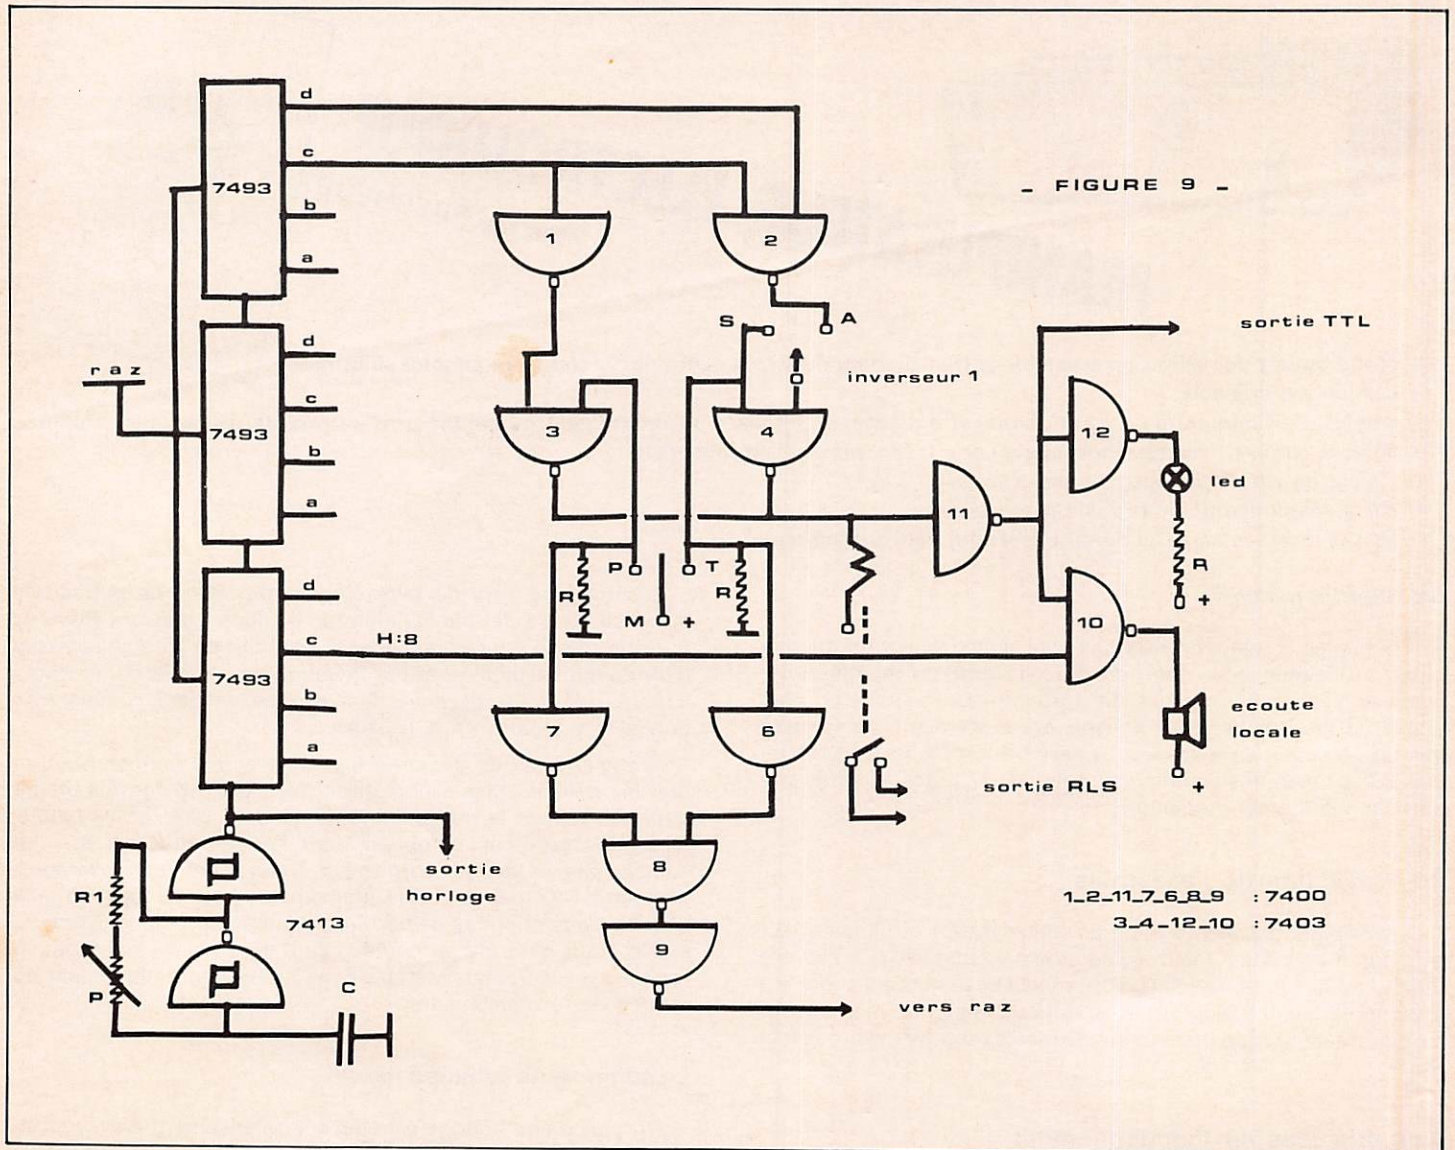 - FIGURE 9 -
d
c
7493
b
a
1
2
S
A
inverseur 1
sortie TTL
raz
d
c
7493
b
a
3
4
11
12
led
R
+
d
c
H:8
7493
b
a
R
P
M
+
T
R
10
7
6
ecoute
locale
+
sortie RLS
sortie
horloge
R1
7413
P
C
8
9
vers raz
1_2_11_7_6_8_9 :7400
3_4_12_10 :7403